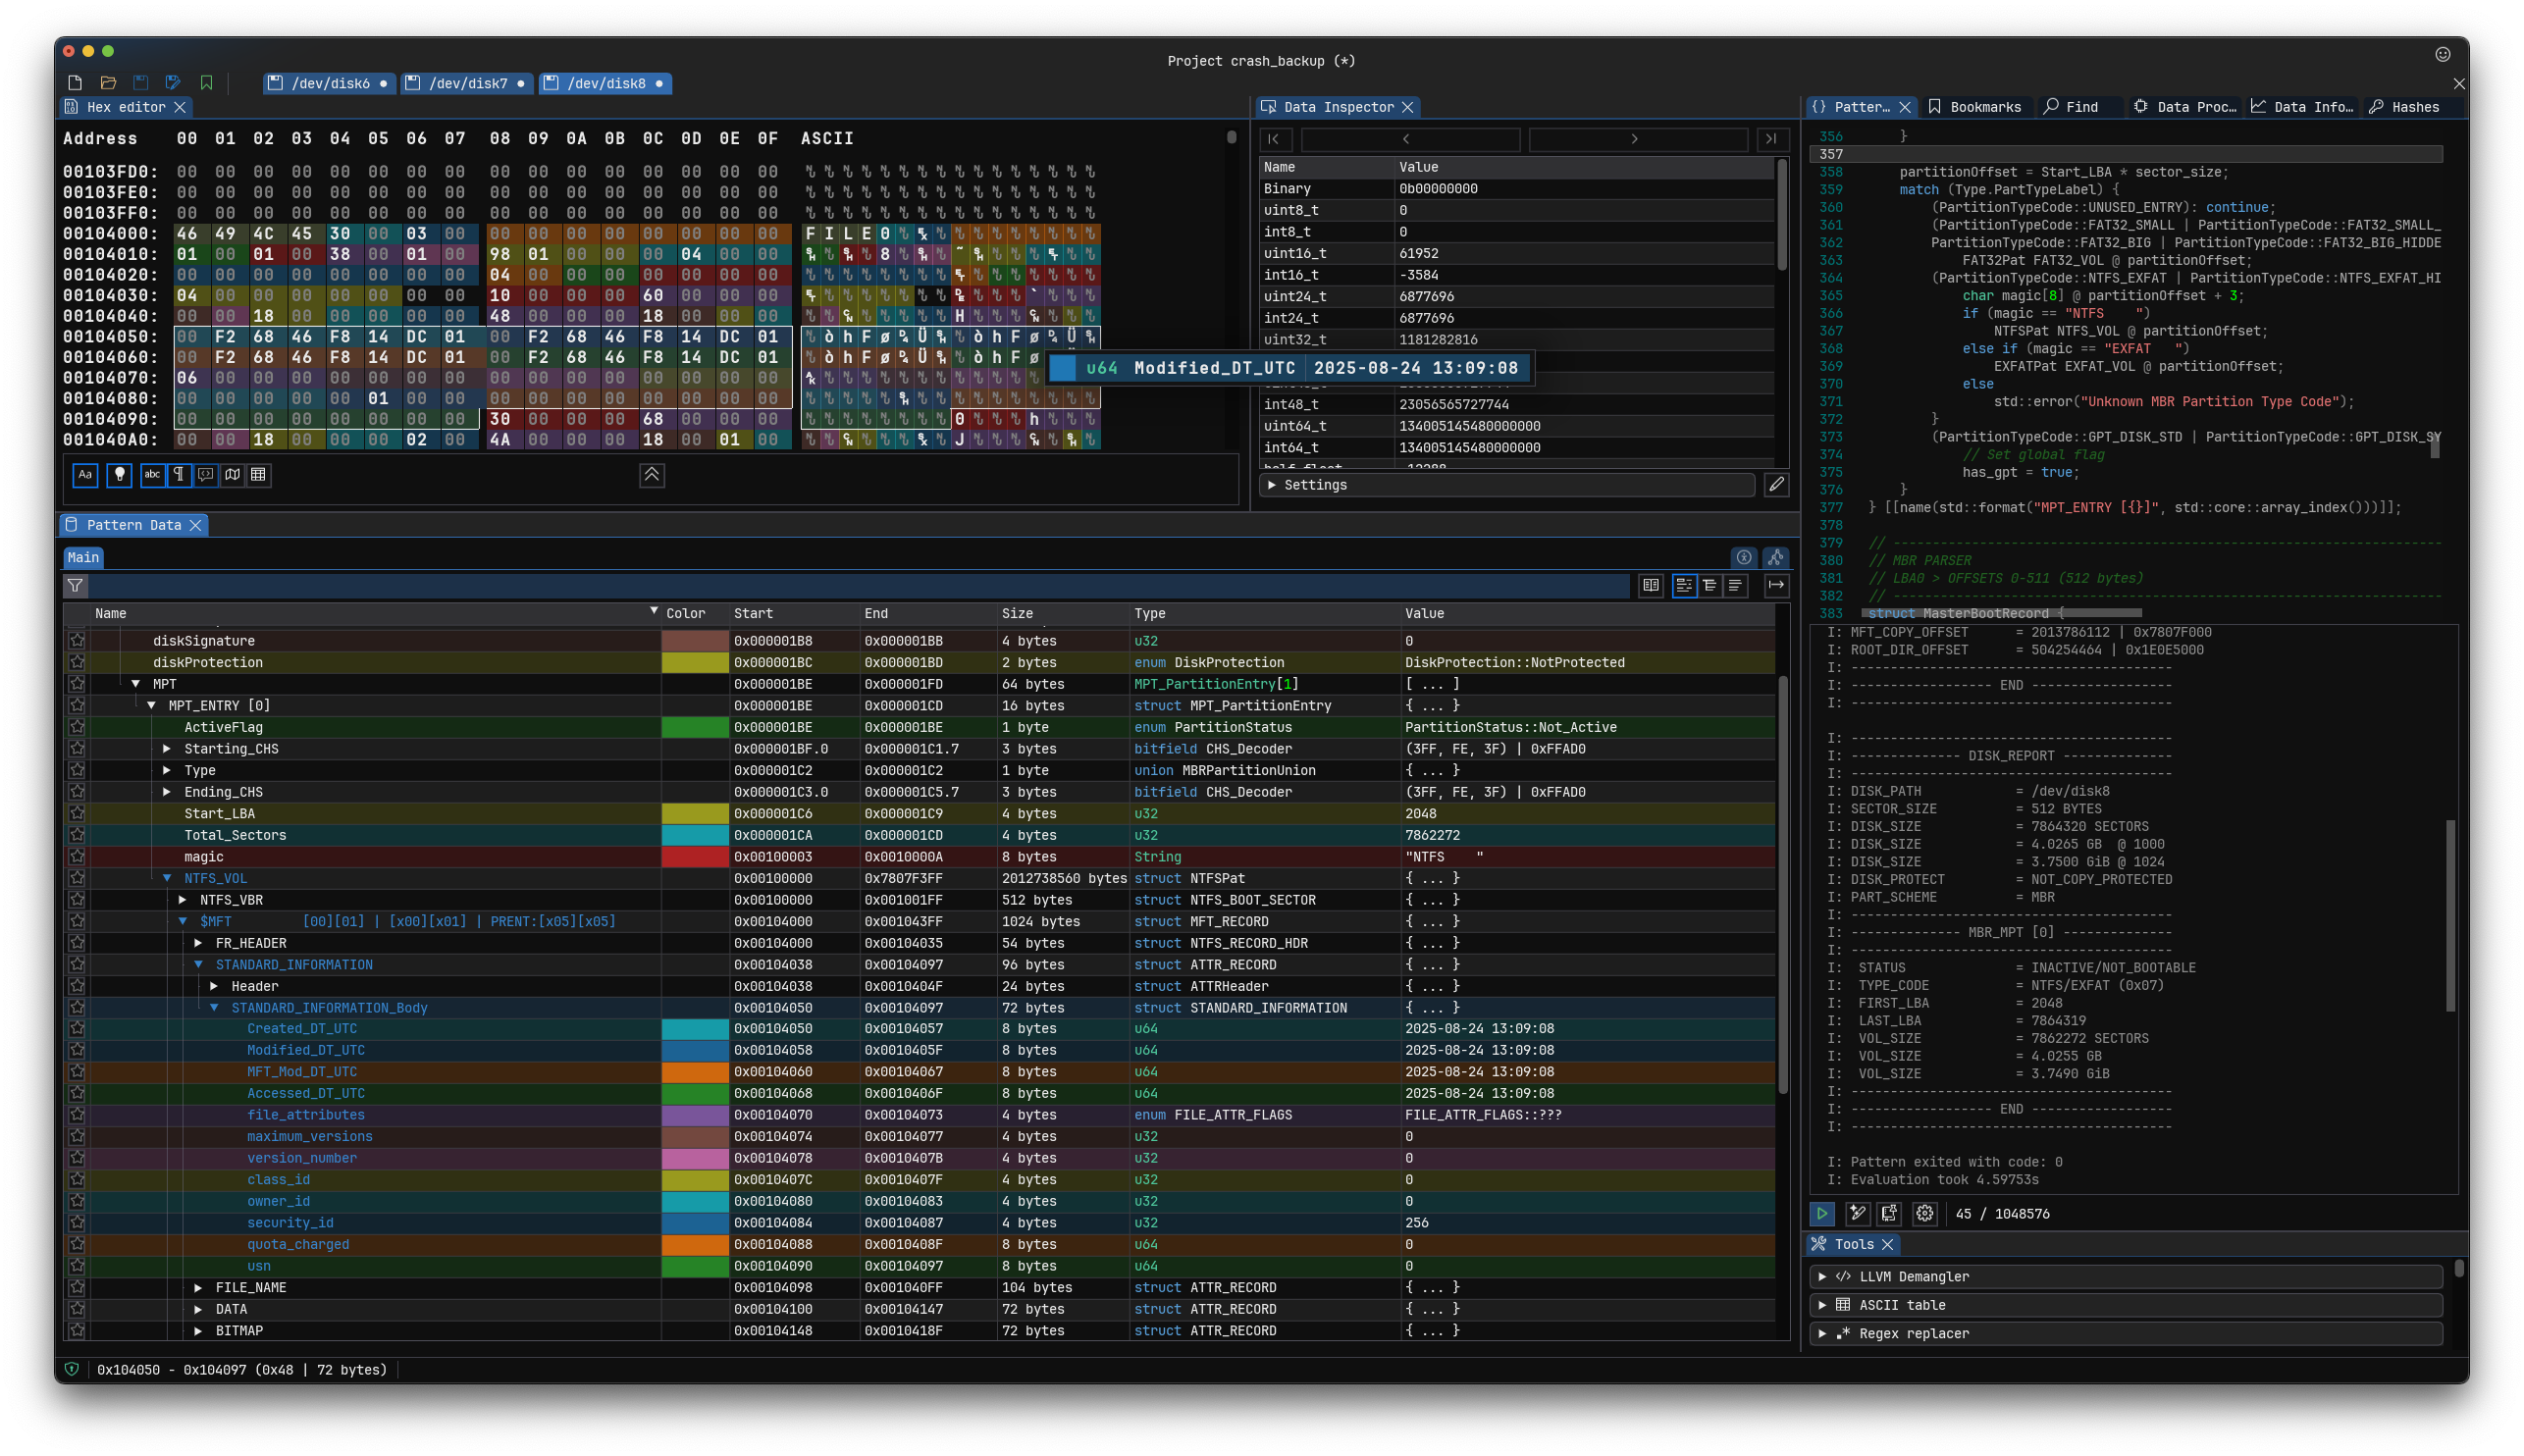 Project crash_backup (*)
/dev/disk6 /dev/disk7 /dev/disk8
Hex editor
Address 00 01 02 03 04 05 06 07 08 09 0A 0B 0C 0D 0E 0F ASCII
00103FD0: 00 00 00 00 00 00 00 00 00 00 00 00 00 00 00 00
00103FE0: 00 00 00 00 00 00 00 00 00 00 00 00 00 00 00 00
00103FF0: 00 00 00 00 00 00 00 00 00 00 00 00 00 00 00 00
00104000: 46 49 4C 45 30 00 03 00 00 00 00 00 00 00 00 00 F I L E 0
00104010: 01 00 01 00 38 00 01 00 98 01 00 00 00 04 00 00 8 ˜
00104020: 00 00 00 00 00 00 00 00 04 00 00 00 00 00 00 00
00104030: 04 00 00 00 00 00 00 00 10 00 00 00 60 00 00 00 `
00104040: 00 00 18 00 00 00 00 00 48 00 00 00 18 00 00 00 H
00104050: 00 F2 68 46 F8 14 DC 01 00 F2 68 46 F8 14 DC 01 ò h F ø Ü ò h F ø Ü
00104060: 00 F2 68 46 F8 14 DC 01 00 F2 68 46 F8 14 DC 01 ò h F ø Ü ò h F ø
00104070: 06 00 00 00 00 00 00 00 00 00 00 00 00 00 00 00
00104080: 00 00 00 00 00 01 00 00 00 00 00 00 00 00 00 00
00104090: 00 00 00 00 00 00 00 00 30 00 00 00 68 00 00 00 0 h
001040A0: 00 00 18 00 00 00 02 00 4A 00 00 00 18 00 01 00 J
u64 Modified_DT_UTC 2025-08-24 13:09:08
Aa abc
Data Inspector
Name Value
Binary 0b00000000
uint8_t 0
int8_t 0
uint16_t 61952
int16_t -3584
uint24_t 6877696
int24_t 6877696
uint32_t 1181282816
int48_t 23056565727744
uint64_t 134005145480000000
int64_t 134005145480000000
half_float -12288
Settings
Patter… Bookmarks Find Data Proc… Data Info… Hashes
356 }
357
358 partitionOffset = Start_LBA * sector_size;
359 match (Type.PartTypeLabel) {
360 (PartitionTypeCode::UNUSED_ENTRY): continue;
361 (PartitionTypeCode::FAT32_SMALL | PartitionTypeCode::FAT32_SMALL_
362 PartitionTypeCode::FAT32_BIG | PartitionTypeCode::FAT32_BIG_HIDDE
363 FAT32Pat FAT32_VOL @ partitionOffset;
364 (PartitionTypeCode::NTFS_EXFAT | PartitionTypeCode::NTFS_EXFAT_HI
365 char magic[8] @ partitionOffset + 3;
366 if (magic == "NTFS    ")
367 NTFSPat NTFS_VOL @ partitionOffset;
368 else if (magic == "EXFAT   ")
369 EXFATPat EXFAT_VOL @ partitionOffset;
370 else
371 std::error("Unknown MBR Partition Type Code");
372 }
373 (PartitionTypeCode::GPT_DISK_STD | PartitionTypeCode::GPT_DISK_SY
374 // Set global flag
375 has_gpt = true;
376 }
377 } [[name(std::format("MPT_ENTRY [{}]", std::core::array_index()))]];
378
379 // ----------------------------------------------------------------------
380 // MBR PARSER
381 // LBA0 > OFFSETS 0-511 (512 bytes)
382 // ----------------------------------------------------------------------
383 struct MasterBootRecord {
Pattern Data
Main
Name Color Start End Size Type Value
diskSignature 0x000001B8 0x000001BB 4 bytes u32 0
diskProtection 0x000001BC 0x000001BD 2 bytes enum DiskProtection DiskProtection::NotProtected
MPT 0x000001BE 0x000001FD 64 bytes MPT_PartitionEntry[1] [ ... ]
MPT_ENTRY [0] 0x000001BE 0x000001CD 16 bytes struct MPT_PartitionEntry { ... }
ActiveFlag 0x000001BE 0x000001BE 1 byte enum PartitionStatus PartitionStatus::Not_Active
Starting_CHS 0x000001BF.0 0x000001C1.7 3 bytes bitfield CHS_Decoder (3FF, FE, 3F) | 0xFFAD0
Type 0x000001C2 0x000001C2 1 byte union MBRPartitionUnion { ... }
Ending_CHS 0x000001C3.0 0x000001C5.7 3 bytes bitfield CHS_Decoder (3FF, FE, 3F) | 0xFFAD0
Start_LBA 0x000001C6 0x000001C9 4 bytes u32 2048
Total_Sectors 0x000001CA 0x000001CD 4 bytes u32 7862272
magic 0x00100003 0x0010000A 8 bytes String "NTFS    "
NTFS_VOL 0x00100000 0x7807F3FF 2012738560 bytes struct NTFSPat { ... }
NTFS_VBR 0x00100000 0x001001FF 512 bytes struct NTFS_BOOT_SECTOR { ... }
$MFT [00][01] | [x00][x01] | PRENT:[x05][x05] 0x00104000 0x001043FF 1024 bytes struct MFT_RECORD { ... }
FR_HEADER 0x00104000 0x00104035 54 bytes struct NTFS_RECORD_HDR { ... }
STANDARD_INFORMATION 0x00104038 0x00104097 96 bytes struct ATTR_RECORD { ... }
Header 0x00104038 0x0010404F 24 bytes struct ATTRHeader { ... }
STANDARD_INFORMATION_Body 0x00104050 0x00104097 72 bytes struct STANDARD_INFORMATION { ... }
Created_DT_UTC 0x00104050 0x00104057 8 bytes u64 2025-08-24 13:09:08
Modified_DT_UTC 0x00104058 0x0010405F 8 bytes u64 2025-08-24 13:09:08
MFT_Mod_DT_UTC 0x00104060 0x00104067 8 bytes u64 2025-08-24 13:09:08
Accessed_DT_UTC 0x00104068 0x0010406F 8 bytes u64 2025-08-24 13:09:08
file_attributes 0x00104070 0x00104073 4 bytes enum FILE_ATTR_FLAGS FILE_ATTR_FLAGS::???
maximum_versions 0x00104074 0x00104077 4 bytes u32 0
version_number 0x00104078 0x0010407B 4 bytes u32 0
class_id 0x0010407C 0x0010407F 4 bytes u32 0
owner_id 0x00104080 0x00104083 4 bytes u32 0
security_id 0x00104084 0x00104087 4 bytes u32 256
quota_charged 0x00104088 0x0010408F 8 bytes u64 0
usn 0x00104090 0x00104097 8 bytes u64 0
FILE_NAME 0x00104098 0x001040FF 104 bytes struct ATTR_RECORD { ... }
DATA 0x00104100 0x00104147 72 bytes struct ATTR_RECORD { ... }
BITMAP 0x00104148 0x0010418F 72 bytes struct ATTR_RECORD { ... }
I: MFT_COPY_OFFSET = 2013786112 | 0x7807F000
I: ROOT_DIR_OFFSET = 504254464 | 0x1E0E5000
I: -----------------------------------------
I: ------------------ END ------------------
I: -----------------------------------------
I: -----------------------------------------
I: -------------- DISK_REPORT --------------
I: -----------------------------------------
I: DISK_PATH = /dev/disk8
I: SECTOR_SIZE = 512 BYTES
I: DISK_SIZE = 7864320 SECTORS
I: DISK_SIZE = 4.0265 GB @ 1000
I: DISK_SIZE = 3.7500 GiB @ 1024
I: DISK_PROTECT = NOT_COPY_PROTECTED
I: PART_SCHEME = MBR
I: -----------------------------------------
I: -------------- MBR_MPT [0] --------------
I: -----------------------------------------
I: STATUS = INACTIVE/NOT_BOOTABLE
I: TYPE_CODE = NTFS/EXFAT (0x07)
I: FIRST_LBA = 2048
I: LAST_LBA = 7864319
I: VOL_SIZE = 7862272 SECTORS
I: VOL_SIZE = 4.0255 GB
I: VOL_SIZE = 3.7490 GiB
I: -----------------------------------------
I: ------------------ END ------------------
I: -----------------------------------------
I: Pattern exited with code: 0
I: Evaluation took 4.59753s
45 / 1048576
Tools
LLVM Demangler
ASCII table
Regex replacer
0x104050 - 0x104097 (0x48 | 72 bytes)